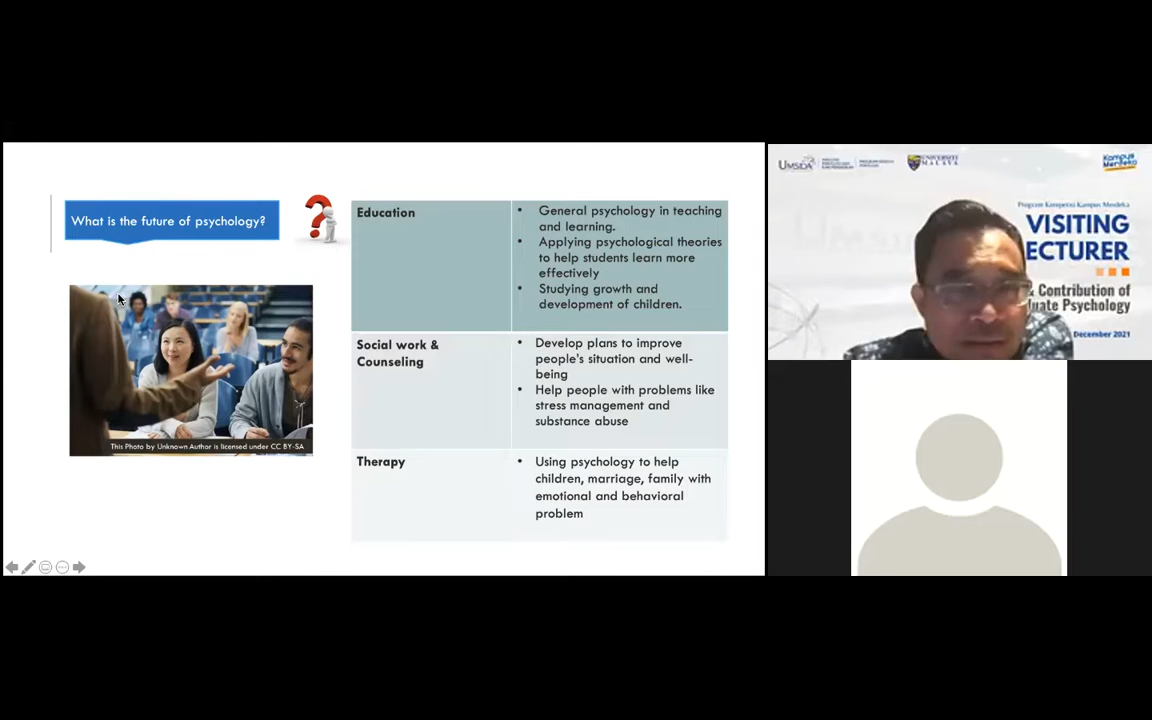 What is the future of psychology?
Education
• General psychology in teaching
and learning.
• Applying psychological theories
to help students learn more
effectively
• Studying growth and
development of children.
Social work &
Counseling
• Develop plans to improve
people's situation and well-
being
• Help people with problems like
stress management and
substance abuse
Therapy
• Using psychology to help
children, marriage, family with
emotional and behavioral
problem
This Photo by Unknown Author is licensed under CC BY-SA
UMSIDA
UNIVERSITI
MALAYA
Kampus
Merdeka
Program Kompetisi Kampus Merdeka
VISITING
ECTURER
& Contribution of
uate Psychology
December 2021